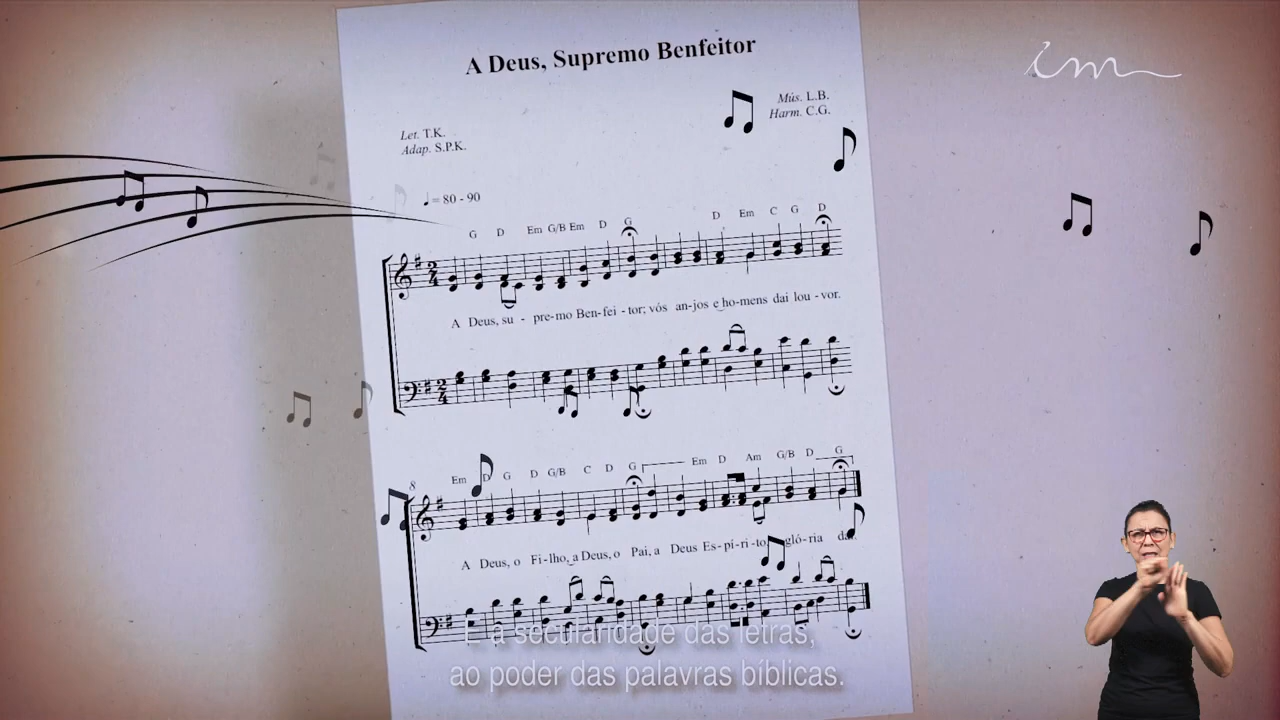 A Deus, Supremo Benfeitor
im
Mús. L.B.
Harm. C.G.
Let. T.K.
Adap. S.P.K.
♩= 80 - 90
G D Em G/B Em D G D Em C G D
A Deus, su - pre-mo Ben-fei - tor; vós an-jos e ho-mens dai lou - vor.
8
Em D G D G/B C D G Em D Am G/B D G
A Deus, o Fi-lho, a Deus, o Pai, a Deus Es-pí-ri-to, gló-ria
E a secularidade das letras,
ao poder das palavras bíblicas.